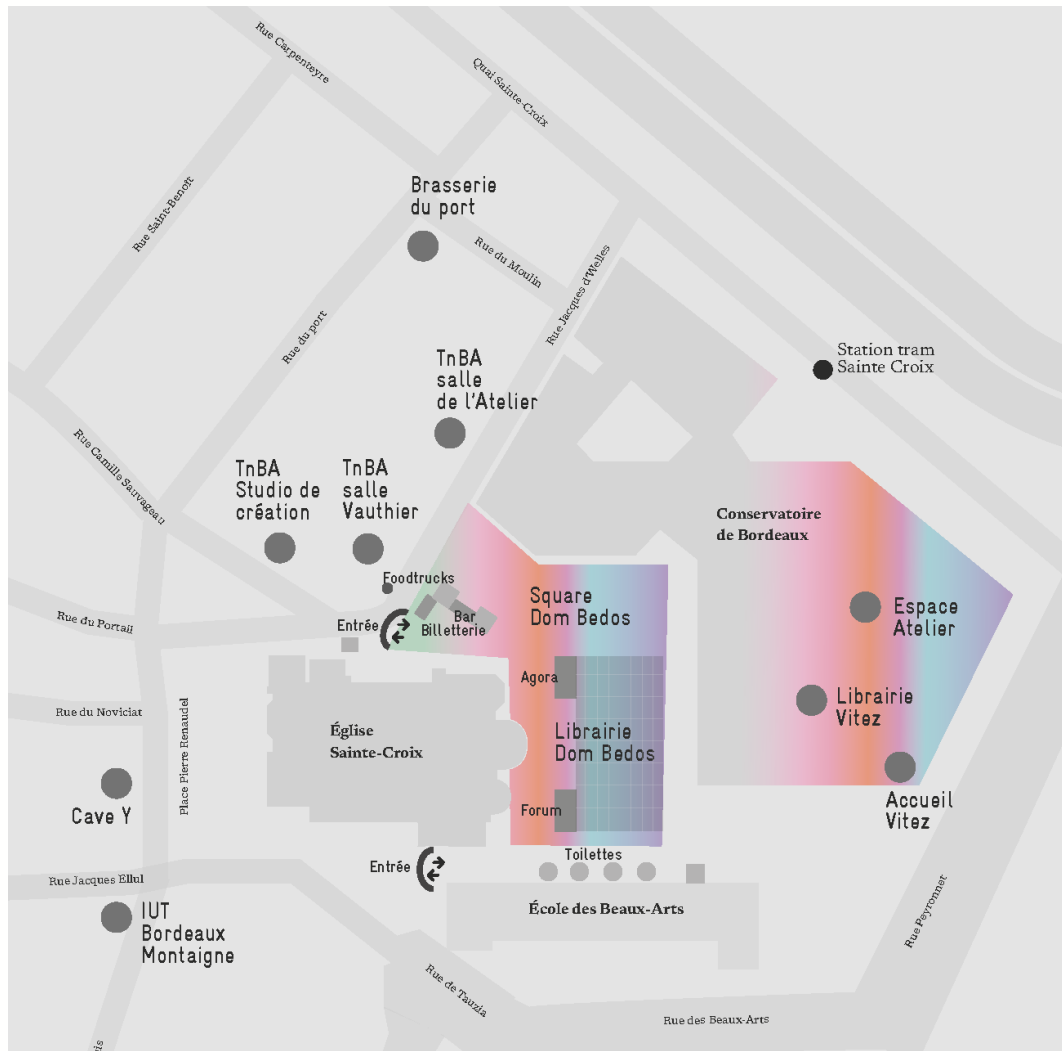 Rue Carpenteyre
Quai Sainte-Croix
Rue Saint-Benoît
Brasserie
du port
Rue du Moulin
Rue Jacques d'Welles
Rue du port
Station tram
Sainte Croix
TnBA
salle
de l'Atelier
Rue Camille Sauvageau
TnBA
Studio de
création
TnBA
salle
Vauthier
Conservatoire
de Bordeaux
Foodtrucks
Bar
Billetterie
Entrée
Square
Dom Bedos
Espace
Atelier
Rue du Portail
Agora
Librairie
Vitez
Rue du Noviciat
Place Pierre Renaudel
Église
Sainte-Croix
Librairie
Dom Bedos
Cave Y
Forum
Accueil
Vitez
Entrée
Toilettes
Rue Jacques Ellul
École des Beaux-Arts
Rue Peyronnet
IUT
Bordeaux
Montaigne
Rue de Tauzia
Rue des Beaux-Arts
is